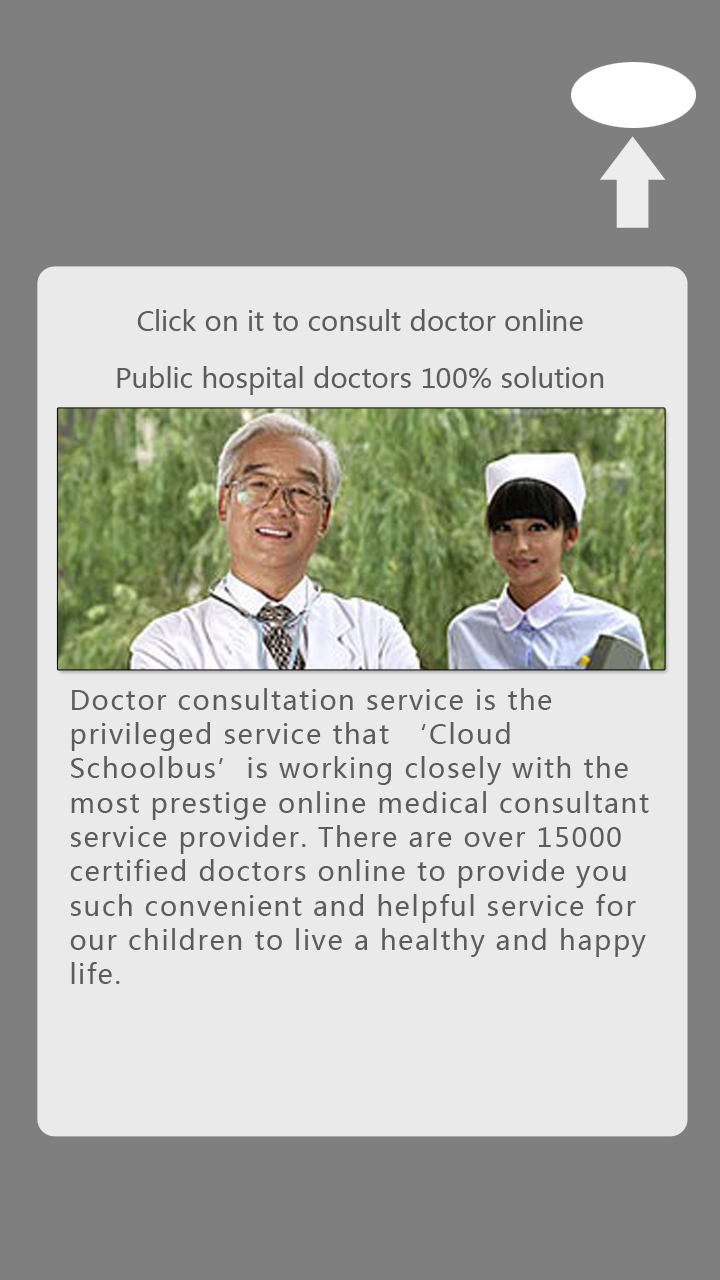 Click on it to consult doctor online
Public hospital doctors 100% solution
Doctor consultation service is the
privileged service that ‘Cloud
Schoolbus’ is working closely with the
most prestige online medical consultant
service provider. There are over 15000
certified doctors online to provide you
such convenient and helpful service for
our children to live a healthy and happy
life.